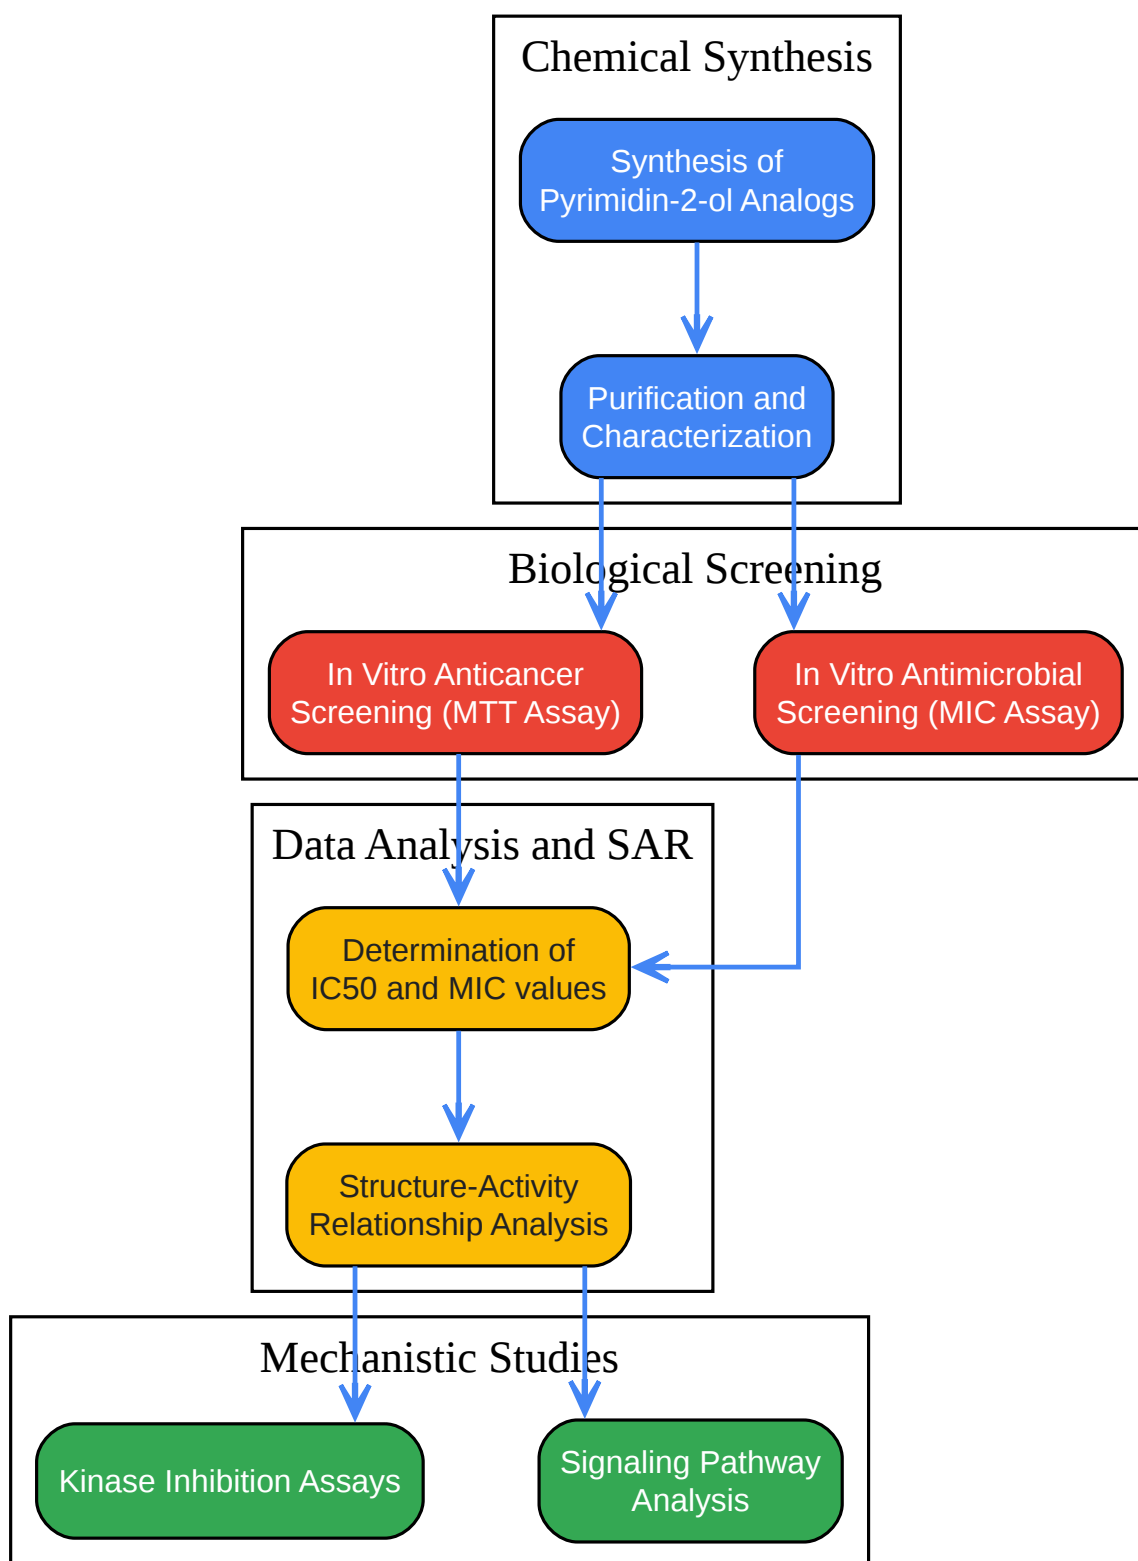 Chemical Synthesis
Synthesis of
Pyrimidin-2-ol Analogs
Purification and
Characterization
Biological Screening
In Vitro Anticancer
Screening (MTT Assay)
In Vitro Antimicrobial
Screening (MIC Assay)
Data Analysis and SAR
Determination of
IC50 and MIC values
Structure-Activity
Relationship Analysis
Mechanistic Studies
Kinase Inhibition Assays
Signaling Pathway
Analysis